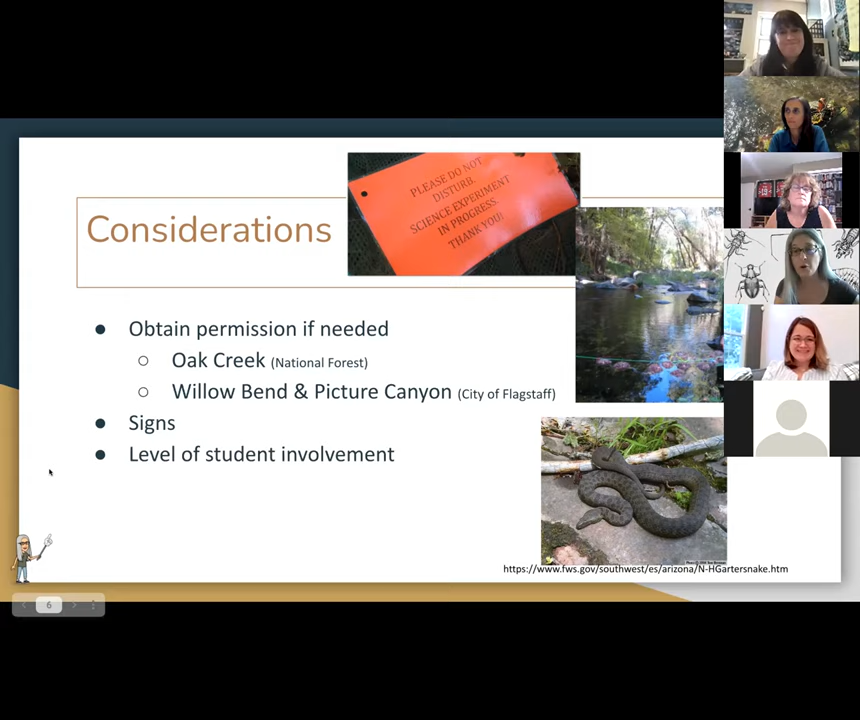 PLEASE DO NOT
DISTURB.
SCIENCE EXPERIMENT
IN PROGRESS.
THANK YOU!
Considerations
● Obtain permission if needed
○ Oak Creek (National Forest)
○ Willow Bend & Picture Canyon (City of Flagstaff)
● Signs
● Level of student involvement
https://www.fws.gov/southwest/es/arizona/N-HGartersnake.htm
6